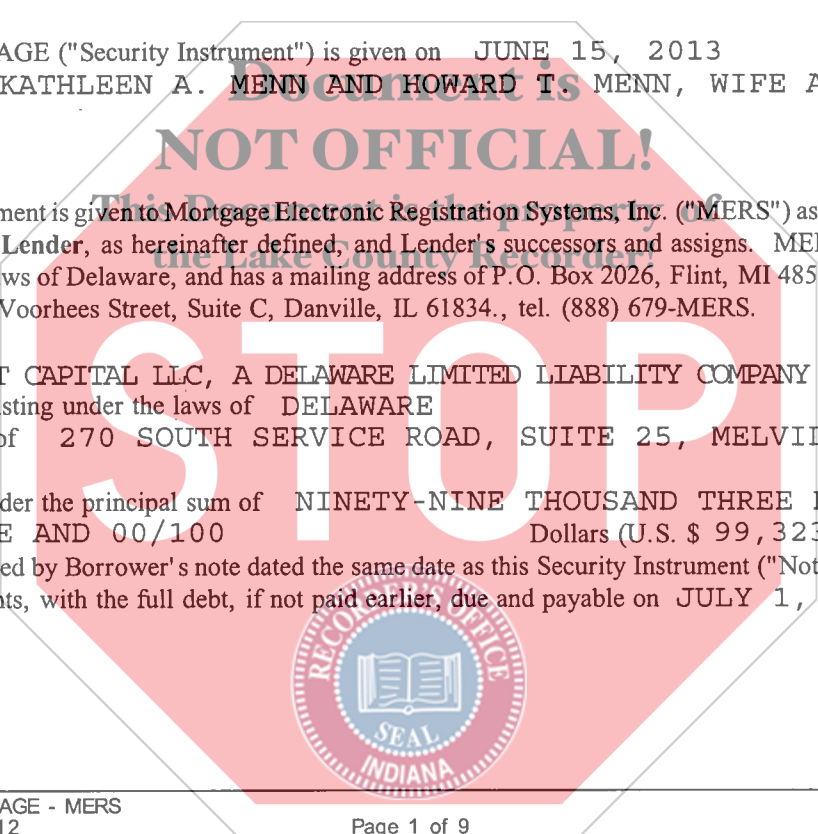 AGE ("Security Instrument") is given on JUNE 15, 2013
KATHLEEN A. MENN AND HOWARD T. MENN, WIFE A
Document is
NOT OFFICIAL!
This Document is the property of
the Lake County Recorder!
ment is given to Mortgage Electronic Registration Systems, Inc. ("MERS") as
Lender, as hereinafter defined, and Lender's successors and assigns. MER
ws of Delaware, and has a mailing address of P.O. Box 2026, Flint, MI 485
Voorhees Street, Suite C, Danville, IL 61834., tel. (888) 679-MERS.
T CAPITAL LLC, A DELAWARE LIMITED LIABILITY COMPANY
sting under the laws of DELAWARE
of 270 SOUTH SERVICE ROAD, SUITE 25, MELVIL
STOP
der the principal sum of NINETY-NINE THOUSAND THREE H
E AND 00/100 Dollars (U.S. $ 99,323
ed by Borrower's note dated the same date as this Security Instrument ("Not
nts, with the full debt, if not paid earlier, due and payable on JULY 1,
RECORDER'S OFFICE
SEAL
INDIANA
AGE - MERS
12
Page 1 of 9